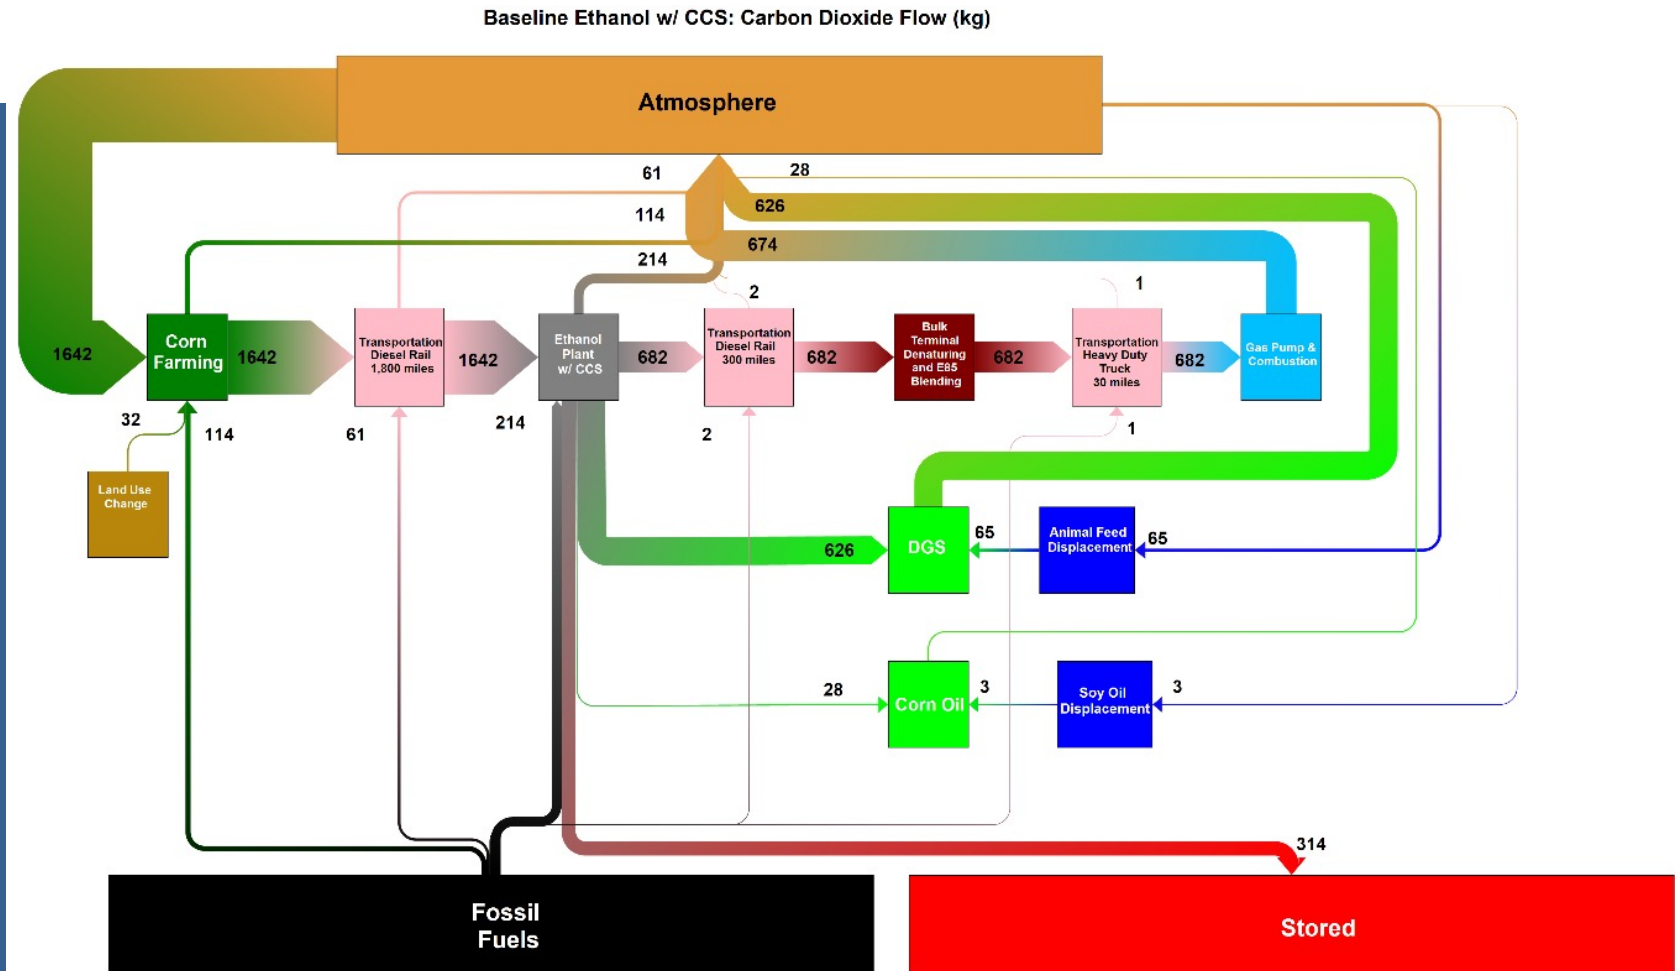 Baseline Ethanol w/ CCS: Carbon Dioxide Flow (kg)
Atmosphere
61
28
114
626
674
214
2
1
1642
Corn
Farming
1642
Transportation
Diesel Rail
1,800 miles
1642
Ethanol
Plant
w/ CCS
682
Transportation
Diesel Rail
300 miles
682
Bulk
Terminal
Denaturing
and E85
Blending
682
Transportation
Heavy Duty
Truck
30 miles
682
Gas Pump &
Combustion
32
114
61
214
2
1
Land Use
Change
626
DGS
65
Animal Feed
Displacement
65
28
Corn Oil
3
Soy Oil
Displacement
3
314
Fossil
Fuels
Stored